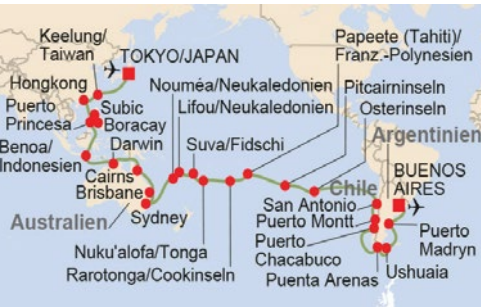 Keelung/
Taiwan
TOKYO/JAPAN
Papeete (Tahiti)/
Franz.-Polynesien
Hongkong
Nouméa/Neukaledonien
Pitcairninseln
Puerto
Princesa
Subic
Boracay
Lifou/Neukaledonien
Osterinseln
Benoa/
Indonesien
Darwin
Suva/Fidschi
Argentinien
Cairns
Brisbane
Chile
BUENOS
AIRES
Australien
Sydney
San Antonio
Puerto Montt
Puerto
Chacabuco
Puerto
Madryn
Nuku'alofa/Tonga
Rarotonga/Cookinseln
Puenta Arenas
Ushuaia